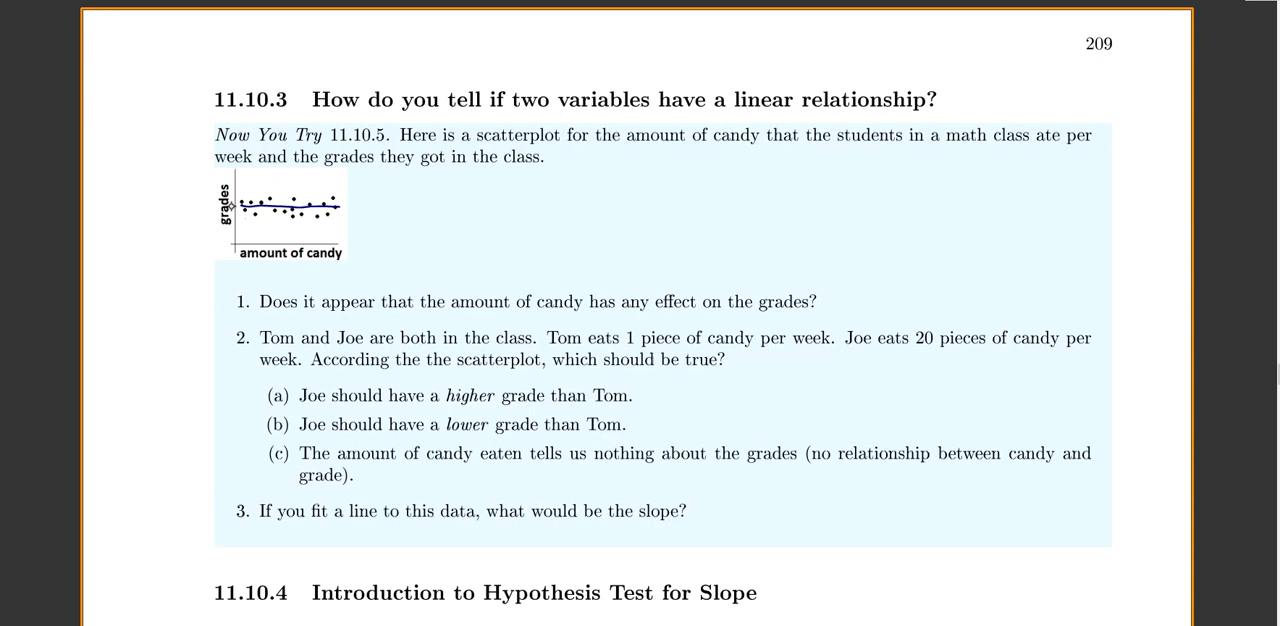 209
11.10.3 How do you tell if two variables have a linear relationship?
Now You Try 11.10.5. Here is a scatterplot for the amount of candy that the students in a math class ate per
week and the grades they got in the class.
grades
amount of candy
1. Does it appear that the amount of candy has any effect on the grades?
2. Tom and Joe are both in the class. Tom eats 1 piece of candy per week. Joe eats 20 pieces of candy per
week. According the the scatterplot, which should be true?
(a) Joe should have a higher grade than Tom.
(b) Joe should have a lower grade than Tom.
(c) The amount of candy eaten tells us nothing about the grades (no relationship between candy and
grade).
3. If you fit a line to this data, what would be the slope?
11.10.4 Introduction to Hypothesis Test for Slope